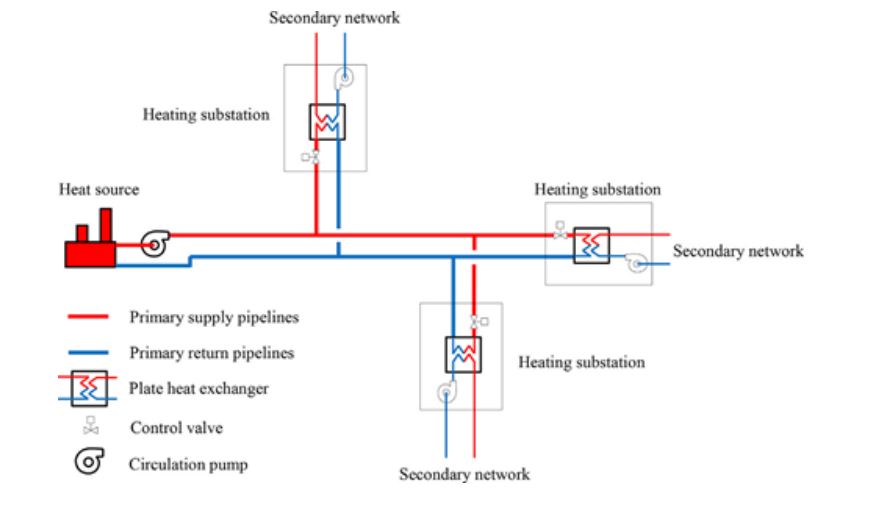 Secondary network
Heating substation
Heat source
Heating substation
Secondary network
Primary supply pipelines
Primary return pipelines
Heating substation
Plate heat exchanger
Control valve
Circulation pump
Secondary network